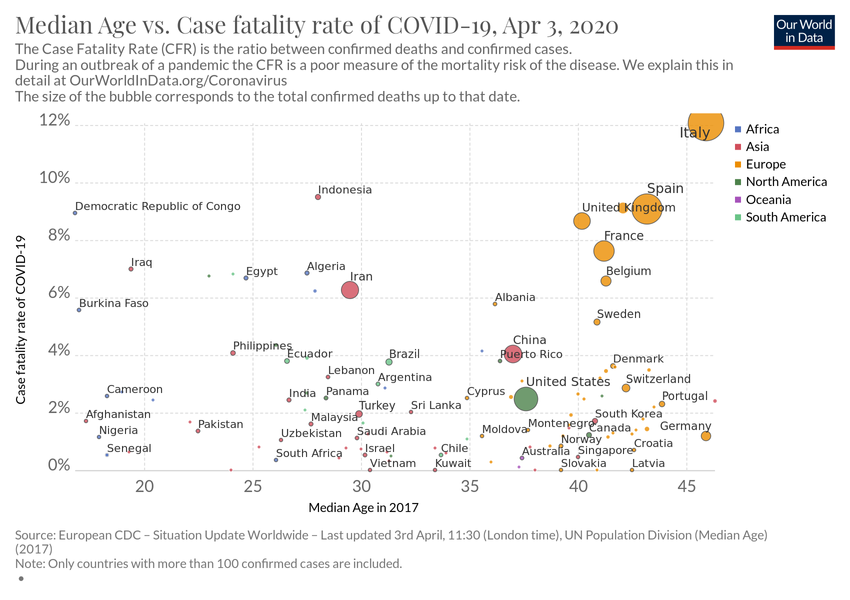 Median Age vs. Case fatality rate of COVID-19, Apr 3, 2020
Our World
in Data
The Case Fatality Rate (CFR) is the ratio between confirmed deaths and confirmed cases.
During an outbreak of a pandemic the CFR is a poor measure of the mortality risk of the disease. We explain this in
detail at OurWorldInData.org/Coronavirus
The size of the bubble corresponds to the total confirmed deaths up to that date.
12%
Italy
Africa
Asia
Europe
North America
Oceania
South America
10%
Indonesia
Spain
Democratic Republic of Congo
United Kingdom
8%
France
Iraq
Egypt
Algeria
Iran
Belgium
6%
Burkina Faso
Albania
Sweden
4%
Philippines
Ecuador
Brazil
China
Puerto Rico
Denmark
Lebanon
Argentina
United States
Switzerland
Cameroon
India
Panama
Cyprus
Portugal
2%
Afghanistan
Turkey
Sri Lanka
South Korea
Nigeria
Pakistan
Malaysia
Moldova
Montenegro
Canada
Germany
Uzbekistan
Saudi Arabia
Norway
Croatia
Senegal
South Africa
Israel
Chile
Australia
Singapore
0%
Vietnam
Kuwait
Slovakia
Latvia
20
25
30
35
40
45
Case fatality rate of COVID-19
Median Age in 2017
Source: European CDC – Situation Update Worldwide – Last updated 3rd April, 11:30 (London time), UN Population Division (Median Age)
(2017)
Note: Only countries with more than 100 confirmed cases are included.